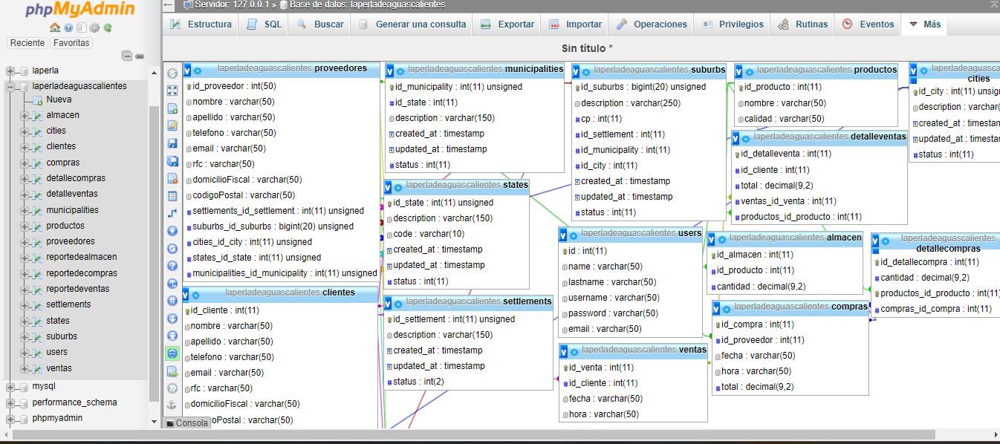 phpMyAdmin
Reciente Favoritas
laperla
laperladeaguascalientes
Nueva
almacen
cities
clientes
compras
detallecompras
detalleventas
municipalities
productos
proveedores
reportedealmacen
reportedecompras
reportedeventas
settlements
states
suburbs
users
ventas
mysql
performance_schema
phpmyadmin
Servidor: 127.0.0.1 » Base de datos: laperladeaguascalientes
Estructura SQL Buscar Generar una consulta Exportar Importar Operaciones Privilegios Rutinas Eventos Más
Sin título *
laperladeaguascalientes proveedores
id_proveedor : int(50)
nombre : varchar(50)
apellido : varchar(50)
telefono : varchar(50)
email : varchar(50)
rfc : varchar(50)
domicilioFiscal : varchar(50)
codigoPostal : varchar(50)
settlements_id_settlement : int(11) unsigned
suburbs_id_suburbs : bigint(20) unsigned
cities_id_city : int(11) unsigned
states_id_state : int(11) unsigned
municipalities_id_municipality : int(11) unsigned
laperladeaguascalientes clientes
id_cliente : int(11)
nombre : varchar(50)
apellido : varchar(50)
telefono : varchar(50)
email : varchar(50)
rfc : varchar(50)
domicilioFiscal : varchar(50)
oPostal : varchar(50)
Consola
laperladeaguascalientes municipalities
id_municipality : int(11) unsigned
id_state : int(11)
description : varchar(150)
created_at : timestamp
updated_at : timestamp
status : int(11)
laperladeaguascalientes states
id_state : int(11) unsigned
description : varchar(150)
code : varchar(10)
created_at : timestamp
updated_at : timestamp
status : int(11)
laperladeaguascalientes settlements
id_settlement : int(11) unsigned
description : varchar(150)
created_at : timestamp
updated_at : timestamp
status : int(2)
laperladeaguascalientes suburbs
id_suburbs : bigint(20) unsigned
description : varchar(250)
cp : int(11)
id_settlement : int(11)
id_municipality : int(11)
id_city : int(11)
created_at : timestamp
updated_at : timestamp
status : int(11)
laperladeaguascalientes users
id : int(11)
name : varchar(50)
lastname : varchar(50)
username : varchar(50)
password : varchar(50)
email : varchar(50)
laperladeaguascalientes ventas
id_venta : int(11)
id_cliente : int(11)
fecha : varchar(50)
hora : varchar(50)
laperladeaguascalientes productos
id_producto : int(11)
nombre : varchar(50)
calidad : varchar(50)
laperladeaguascalientes detalleventas
id_detalleventa : int(11)
id_cliente : int(11)
total : decimal(9,2)
ventas_id_venta : int(11)
productos_id_producto : int(11)
laperladeaguascalientes almacen
id_almacen : int(11)
id_producto : int(11)
cantidad : decimal(9,2)
laperladeaguascalientes compras
id_compra : int(11)
id_proveedor : int(11)
fecha : varchar(50)
hora : varchar(50)
total : decimal(9,2)
laperladeaguasca
cities
id_city : int(11) unsig
description : varchar(
created_at : timestam
updated_at : timestar
status : int(11)
laperladeaguascalientes
detallecompras
id_detallecompra : int(11)
cantidad : decimal(9,2)
productos_id_producto : int(11)
compras_id_compra : int(11)